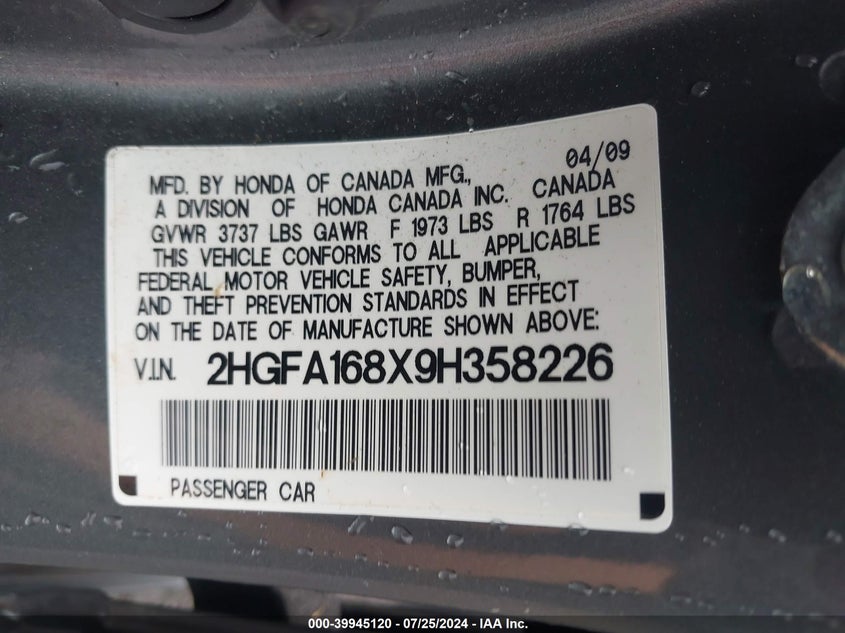 04/09
MFD. BY HONDA OF CANADA MFG.,
A DIVISION OF HONDA CANADA INC. CANADA
GVWR 3737 LBS GAWR F 1973 LBS R 1764 LBS
THIS VEHICLE CONFORMS TO ALL APPLICABLE
FEDERAL MOTOR VEHICLE SAFETY, BUMPER,
AND THEFT PREVENTION STANDARDS IN EFFECT
ON THE DATE OF MANUFACTURE SHOWN ABOVE:
V.I.N. 2HGFA168X9H358226
PASSENGER CAR
000-39945120 - 07/25/2024 - IAA Inc.